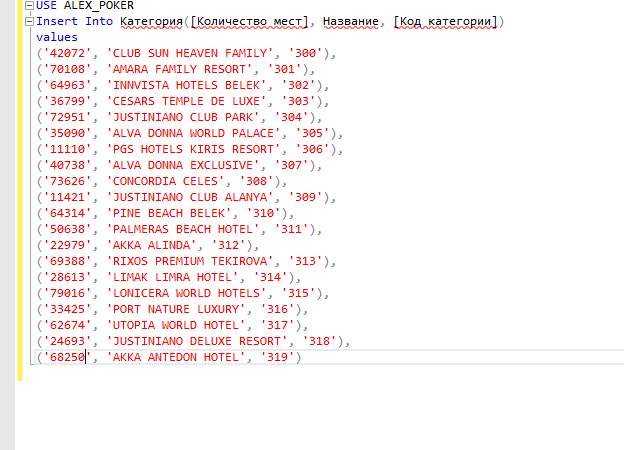 USE ALEX_POKER
Insert Into Категория([Количество мест], Название, [Код категории])
values
('42072', 'CLUB SUN HEAVEN FAMILY', '300'),
('70108', 'AMARA FAMILY RESORT', '301'),
('64963', 'INNVISTA HOTELS BELEK', '302'),
('36799', 'CESARS TEMPLE DE LUXE', '303'),
('72951', 'JUSTINIANO CLUB PARK', '304'),
('35090', 'ALVA DONNA WORLD PALACE', '305'),
('11110', 'PGS HOTELS KIRIS RESORT', '306'),
('40738', 'ALVA DONNA EXCLUSIVE', '307'),
('73626', 'CONCORDIA CELES', '308'),
('11421', 'JUSTINIANO CLUB ALANYA', '309'),
('64314', 'PINE BEACH BELEK', '310'),
('50638', 'PALMERAS BEACH HOTEL', '311'),
('22979', 'AKKA ALINDA', '312'),
('69388', 'RIXOS PREMIUM TEKIROVA', '313'),
('28613', 'LIMAK LIMRA HOTEL', '314'),
('79016', 'LONICERA WORLD HOTELS', '315'),
('33425', 'PORT NATURE LUXURY', '316'),
('62674', 'UTOPIA WORLD HOTEL', '317'),
('24693', 'JUSTINIANO DELUXE RESORT', '318'),
('68250', 'AKKA ANTEDON HOTEL', '319')